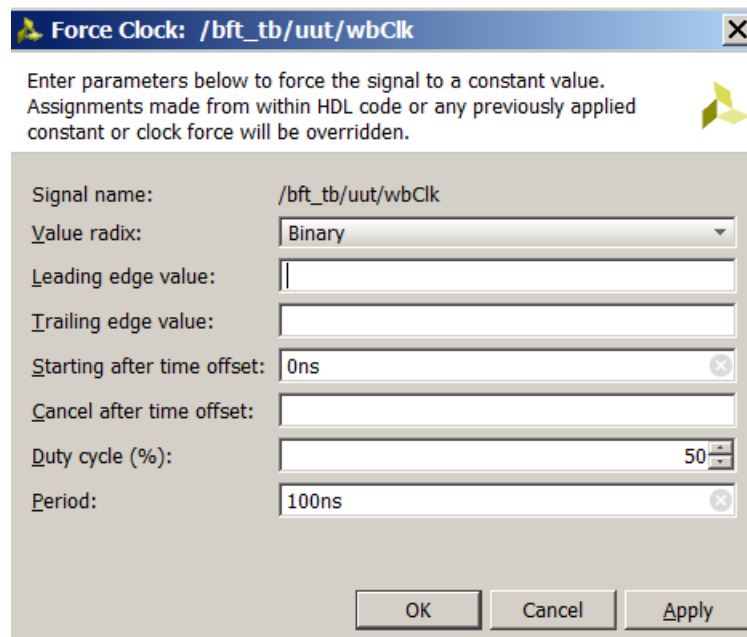 Force Clock: /bft_tb/uut/wbClk
Enter parameters below to force the signal to a constant value.
Assignments made from within HDL code or any previously applied
constant or clock force will be overridden.
Signal name: /bft_tb/uut/wbClk
Value radix: Binary
Leading edge value:
Trailing edge value:
Starting after time offset: 0ns
Cancel after time offset:
Duty cycle (%): 50
Period: 100ns
OK Cancel Apply